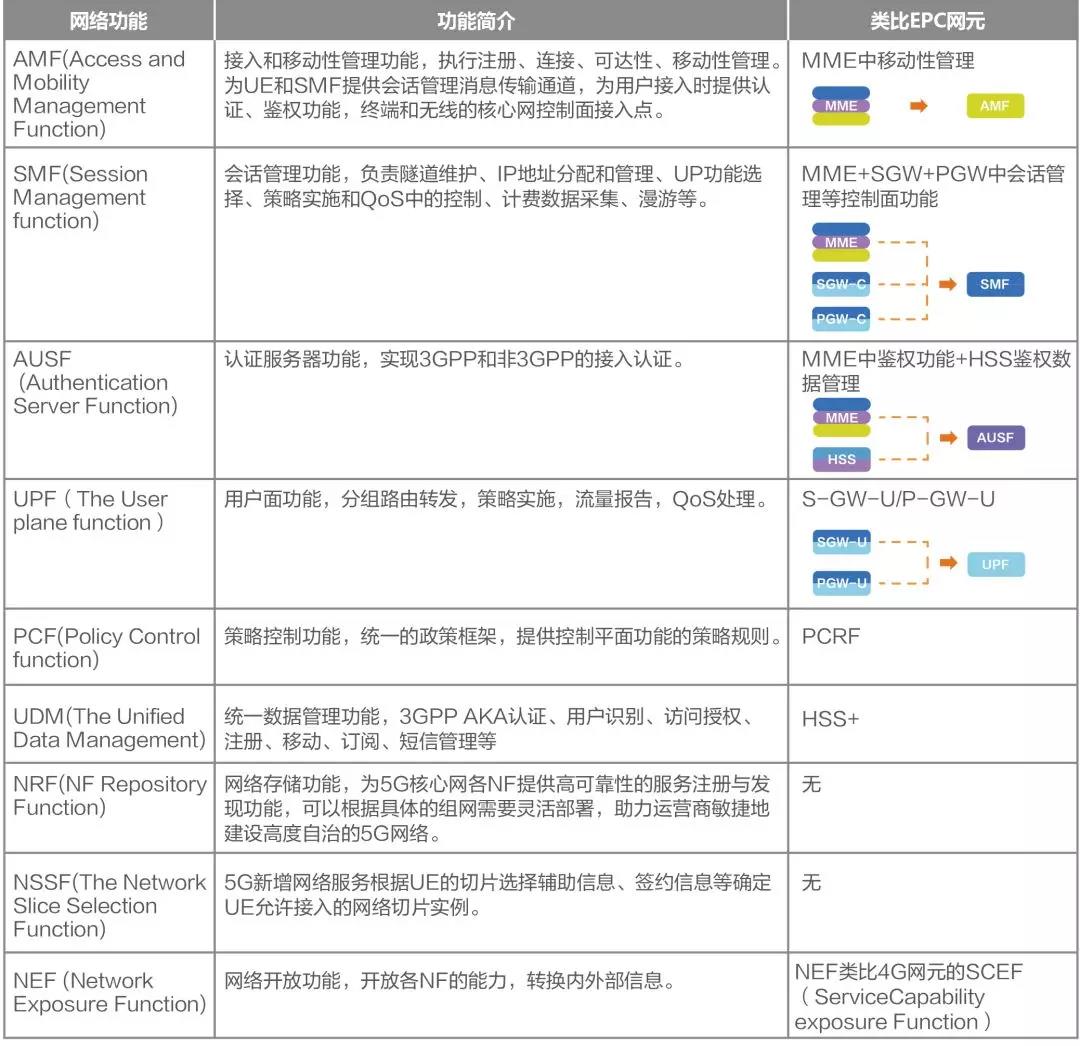 网络功能
功能简介
类比EPC网元
AMF(Access and
Mobility
Management
Function)
接入和移动性管理功能，执行注册、连接、可达性、移动性管理。
为UE和SMF提供会话管理消息传输通道，为用户接入时提供认
证、鉴权功能，终端和无线的核心网控制面接入点。
MME中移动性管理
MME
AMF
SMF(Session
Management
function)
会话管理功能，负责隧道维护、IP地址分配和管理、UP功能选
择、策略实施和QoS中的控制、计费数据采集、漫游等。
MME+SGW+PGW中会话管
理等控制面功能
MME
SGW-C
SMF
PGW-C
AUSF
（Authentication
Server Function)
认证服务器功能，实现3GPP和非3GPP的接入认证。
MME中鉴权功能+HSS鉴权数
据管理
MME
AUSF
HSS
UPF（The User
plane function）
用户面功能，分组路由转发，策略实施，流量报告，QoS处理。
S-GW-U/P-GW-U
SGW-U
UPF
PGW-U
PCF(Policy Control
function)
策略控制功能，统一的政策框架，提供控制平面功能的策略规则。
PCRF
UDM(The Unified
Data Management)
统一数据管理功能，3GPP AKA认证、用户识别、访问授权、
注册、移动、订阅、短信管理等
HSS+
NRF(NF Repository
Function)
网络存储功能，为5G核心网各NF提供高可靠性的服务注册与发
现功能，可以根据具体的组网需要灵活部署，助力运营商敏捷地
建设高度自治的5G网络。
无
NSSF(The Network
Slice Selection
Function)
5G新增网络服务根据UE的切片选择辅助信息、签约信息等确定
UE允许接入的网络切片实例。
无
NEF (Network
Exposure Function)
网络开放功能，开放各NF的能力，转换内外部信息。
NEF类比4G网元的SCEF
（ServiceCapability
exposure Function）